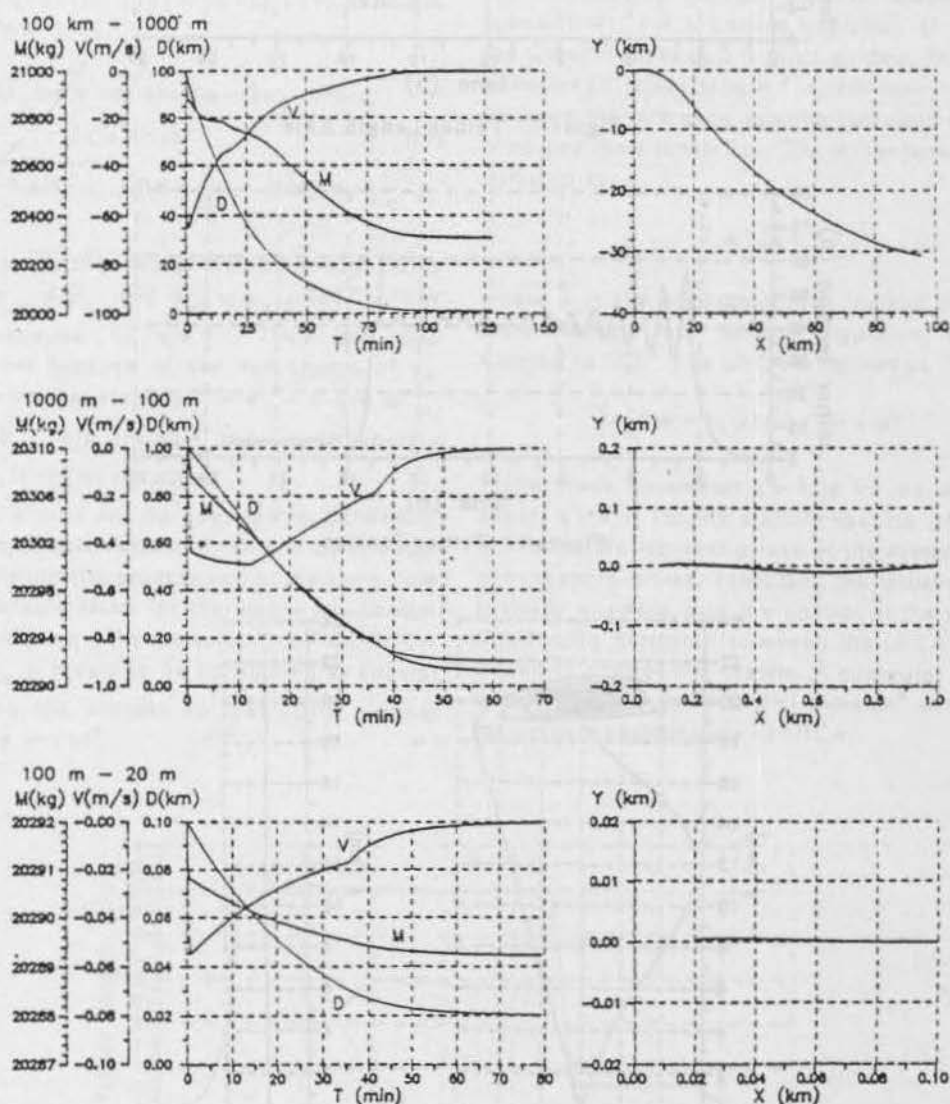 100 km - 1000 m
M(kg) V(m/s) D(km)
Y (km)
21000 0 100
20800 -20 80
20600 -40 60
20400 -60 40
20200 -80 20
20000 -100 0
V
M
D
0 25 50 75 100 125 150
T (min)
0
-10
-20
-30
-40
0 20 40 60 80 100
X (km)
1000 m - 100 m
M(kg) V(m/s) D(km)
Y (km)
20310 0.0 1.00
20306 -0.2 0.80
20302 -0.4 0.60
-0.6 0.40
20294 -0.8 0.20
20290 -1.0 0.00
M
D
V
0 10 20 30 40 50 60 70
T (min)
0.2
0.1
0.0
-0.1
-0.2
0.0 0.2 0.4 0.6 0.8 1.0
X (km)
100 m - 20 m
M(kg) V(m/s) D(km)
Y (km)
20292 -0.00 0.10
20291 -0.02 0.08
20290 -0.04 0.06
20289 -0.06 0.04
20288 -0.08 0.02
20287 -0.10 0.00
V
M
D
0 10 20 30 40 50 60 70 80
T (min)
0.02
0.01
0.00
-0.01
-0.02
0.00 0.02 0.04 0.06 0.08 0.10
X (km)